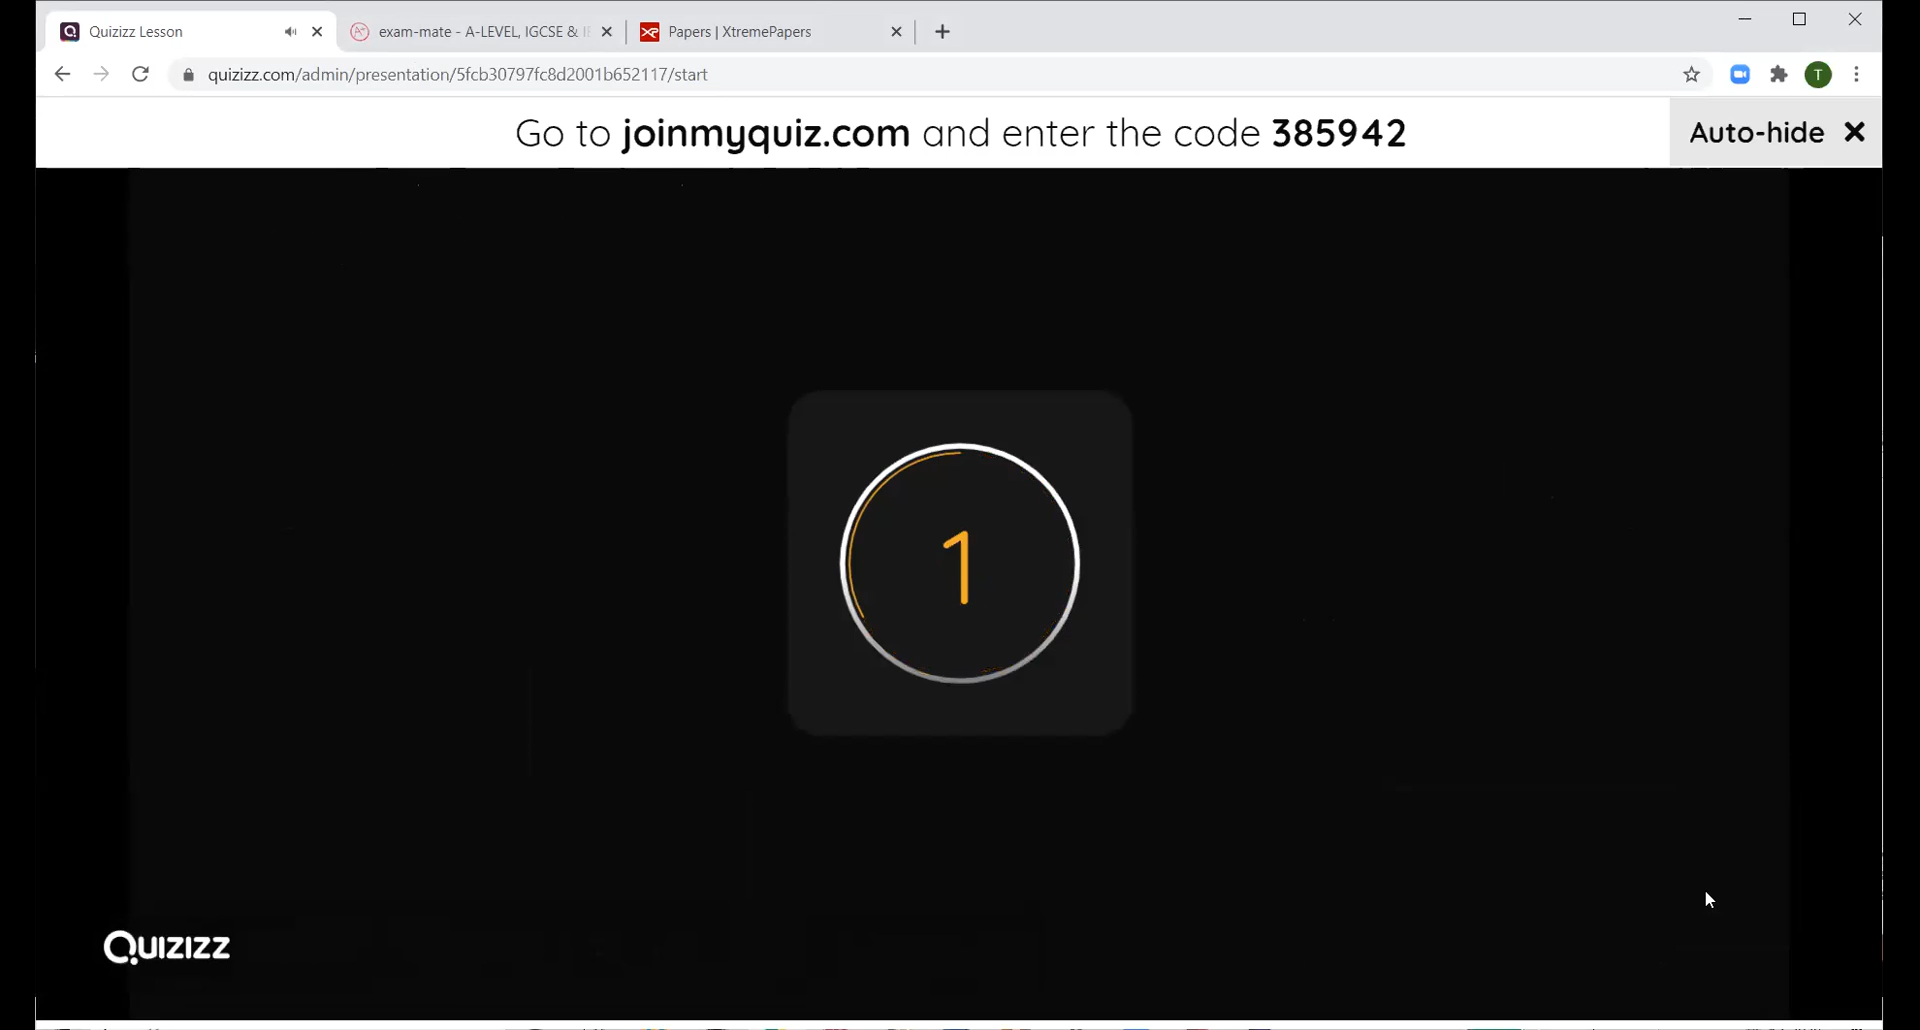 Quizizz Lesson
exam-mate - A-LEVEL, IGCSE &
Papers | XtremePapers
quizizz.com/admin/presentation/5fcb30797fc8d2001b652117/start
T
Go to joinmyquiz.com and enter the code 385942
Auto-hide
1
QUIZIZZ